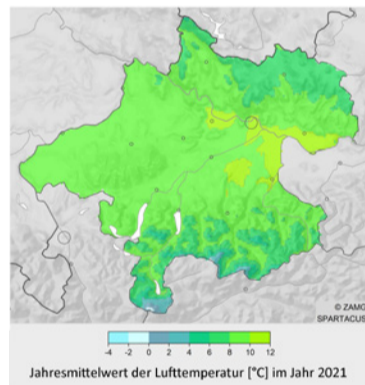 © ZAMG
SPARTACUS
-4 -2 0 2 4 6 8 10 12
Jahresmittelwert der Lufttemperatur [°C] im Jahr 2021